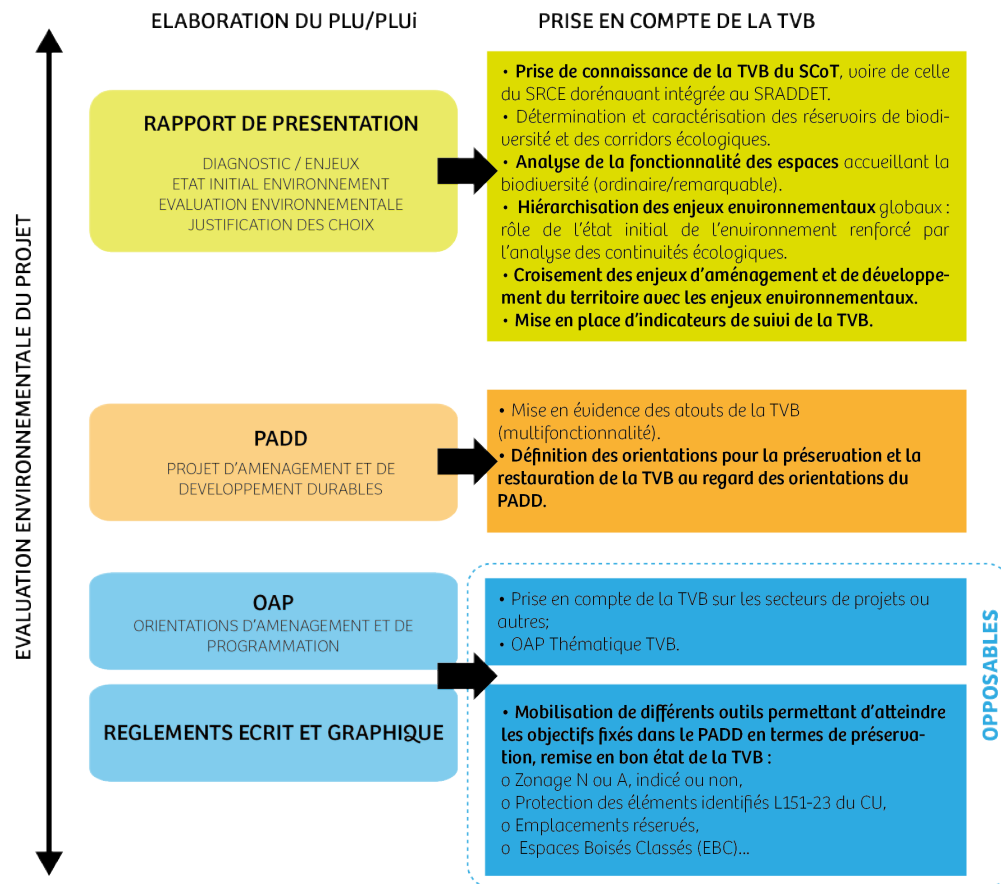 ELABORATION DU PLU/PLUi
PRISE EN COMPTE DE LA TVB
EVALUATION ENVIRONNEMENTALE DU PROJET
RAPPORT DE PRESENTATION
DIAGNOSTIC / ENJEUX
ETAT INITIAL ENVIRONNEMENT
EVALUATION ENVIRONNEMENTALE
JUSTIFICATION DES CHOIX
• Prise de connaissance de la TVB du SCoT, voire de celle
du SRCE dorénavant intégrée au SRADDET.
• Détermination et caractérisation des réservoirs de biodi-
versité et des corridors écologiques.
• Analyse de la fonctionnalité des espaces accueillant la
biodiversité (ordinaire/remarquable).
• Hiérarchisation des enjeux environnementaux globaux :
rôle de l'état initial de l'environnement renforcé par
l'analyse des continuités écologiques.
• Croisement des enjeux d'aménagement et de développe-
ment du territoire avec les enjeux environnementaux.
• Mise en place d'indicateurs de suivi de la TVB.
PADD
PROJET D'AMENAGEMENT ET DE
DEVELOPPEMENT DURABLES
• Mise en évidence des atouts de la TVB
(multifonctionnalité).
• Définition des orientations pour la préservation et la
restauration de la TVB au regard des orientations du
PADD.
OAP
ORIENTATIONS D'AMENAGEMENT ET DE
PROGRAMMATION
• Prise en compte de la TVB sur les secteurs de projets ou
autres;
• OAP Thématique TVB.
REGLEMENTS ECRIT ET GRAPHIQUE
• Mobilisation de différents outils permettant d'atteindre
les objectifs fixés dans le PADD en termes de préserva-
tion, remise en bon état de la TVB :
o Zonage N ou A, indicé ou non,
o Protection des éléments identifiés L151-23 du CU,
o Emplacements réservés,
o Espaces Boisés Classés (EBC)...
OPPOSABLES